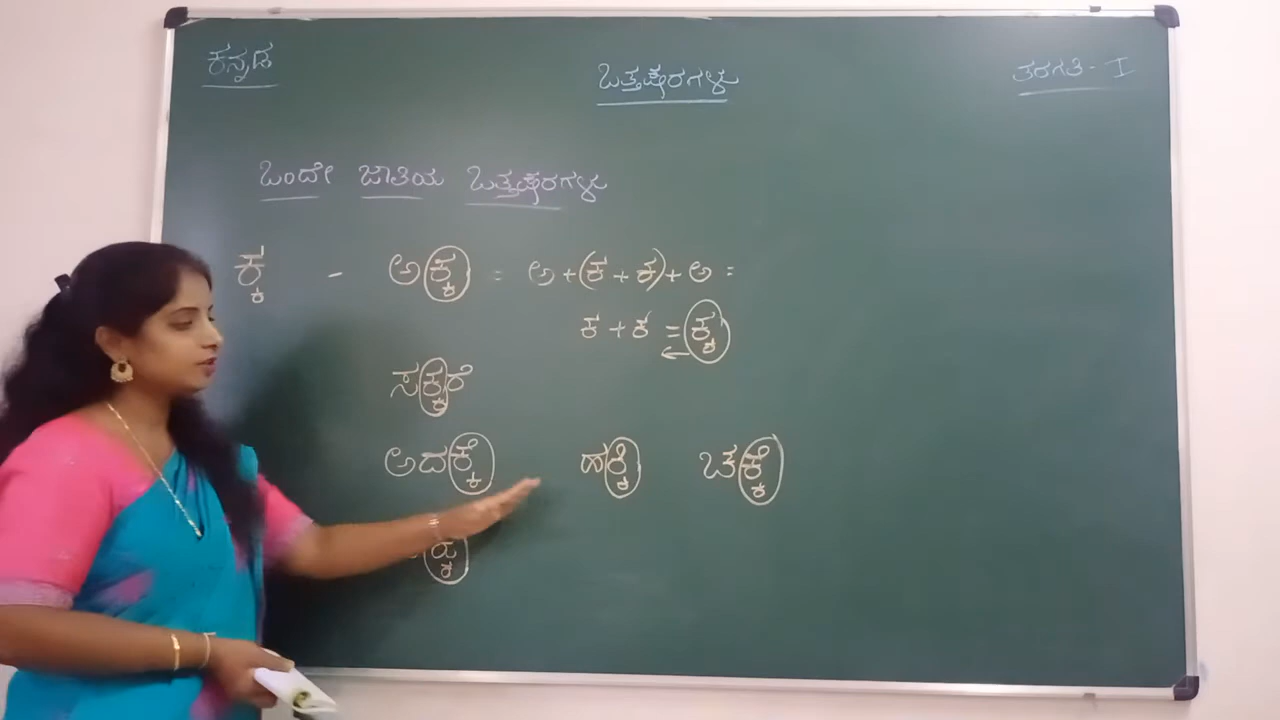 ಕನ್ನಡ ಒತ್ತಕ್ಷರಗಳು ತರಗತಿ - I
ಒಂದೇ ಜಾತಿಯ ಒತ್ತಕ್ಷರಗಳು
ಕ್ಕ - ಅಕ್ಕ = ಅ + (ಕ + ಕ) + ಅ =
ಕ + ಕ = ಕ್ಕ
ಸಕ್ಕರೆ
ಅದಕ್ಕೆ ಹಕ್ಕಿ ಚಕ್ಕೆ